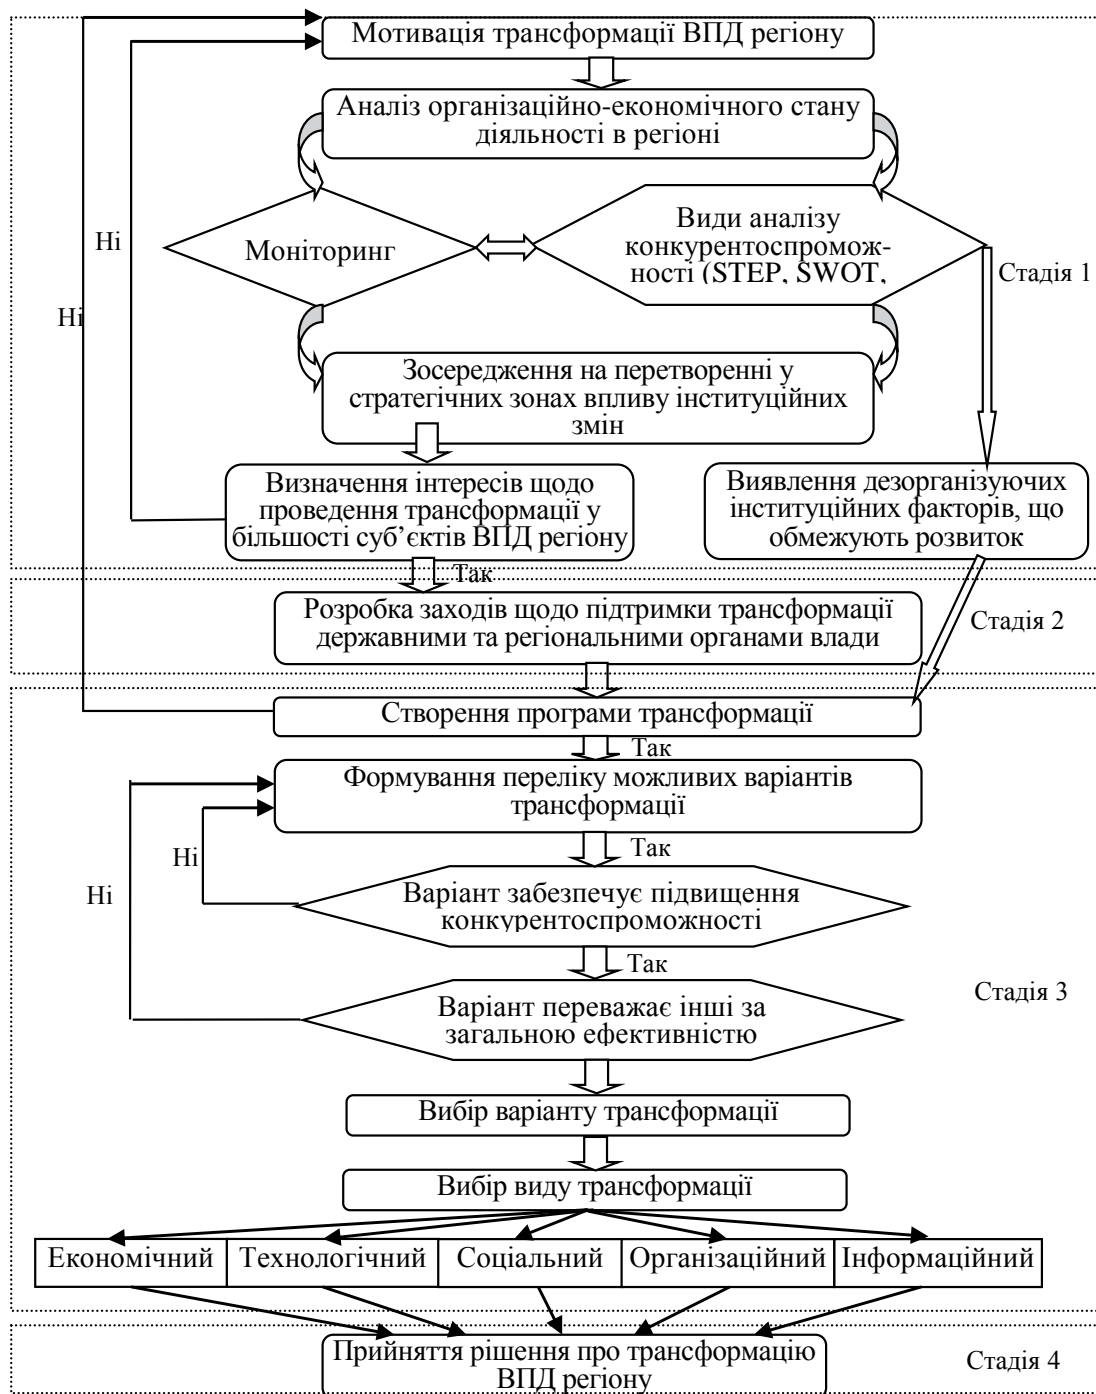 Мотивація трансформації ВПД регіону
Аналіз організаційно-економічного стану
діяльності в регіоні
Ні
Моніторинг
Види аналізу
конкурентоспромож-
ності (STEP, SWOT,
Стадія 1
Ні
Зосередження на перетворенні у
стратегічних зонах впливу інституційних
змін
Визначення інтересів щодо
проведення трансформації у
більшості суб’єктів ВПД регіону
Виявлення дезорганізуючих
інституційних факторів, що
обмежують розвиток
Так
Розробка заходів щодо підтримки трансформації
державними та регіональними органами влади
Стадія 2
Створення програми трансформації
Так
Формування переліку можливих варіантів
трансформації
Так
Ні
Ні
Варіант забезпечує підвищення
конкурентоспроможності
Так
Варіант переважає інші за
загальною ефективністю
Стадія 3
Вибір варіанту трансформації
Вибір виду трансформації
Економічний
Технологічний
Соціальний
Організаційний
Інформаційний
Прийняття рішення про трансформацію
ВПД регіону
Стадія 4